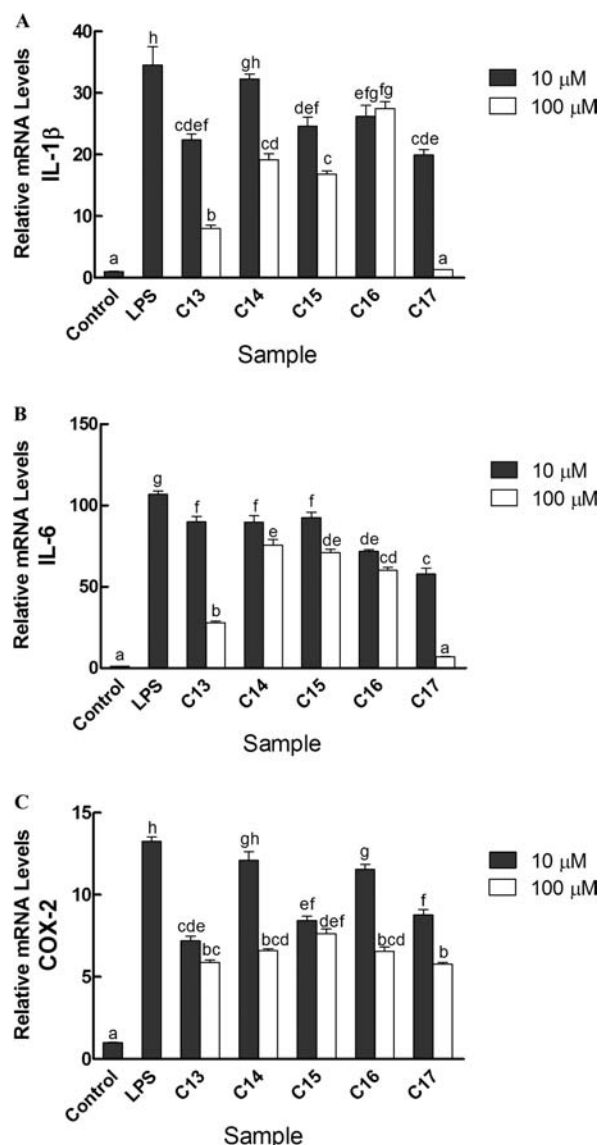 A
Relative mRNA Levels
IL-1β
40
30
20
10
0
a
h
cdef
b
gh
cd
def
c
efg
fg
cde
a
Control
LPS
C13
C14
C15
C16
C17
Sample
10 µM
100 µM
B
Relative mRNA Levels
IL-6
150
100
50
0
a
g
f
b
f
e
f
de
de
cd
c
a
Control
LPS
C13
C14
C15
C16
C17
Sample
10 µM
100 µM
C
Relative mRNA Levels
COX-2
15
10
5
0
a
h
cde
bc
gh
bcd
ef
def
g
bcd
f
b
Control
LPS
C13
C14
C15
C16
C17
Sample
10 µM
100 µM